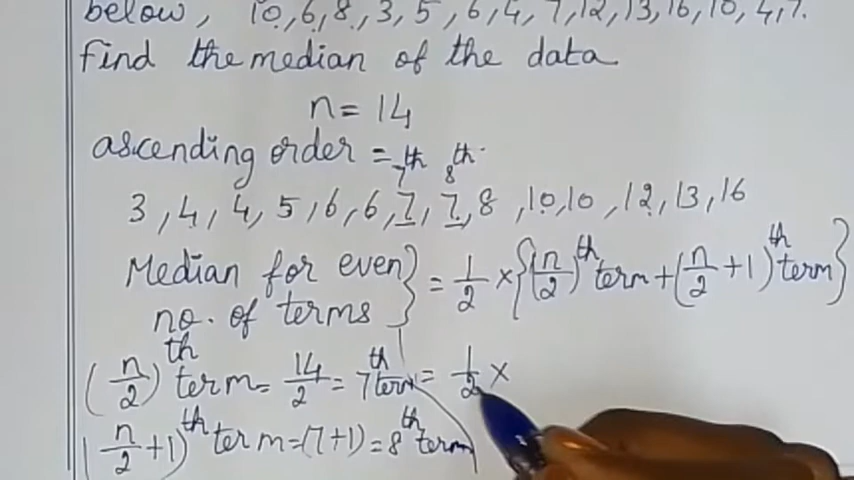 below, 10, 6, 8, 3, 5, 6, 4, 7, 12, 13, 16, 10, 4, 7.
find the median of the data
n = 14
ascending order =
7th 8th
3, 4, 4, 5, 6, 6, 7, 7, 8, 10, 10, 12, 13, 16
Median for even no. of terms } = 1/2 × {(n/2)th term + (n/2 + 1)th term}
(n/2)th term = 14/2 = 7th term = 1/2 ×
(n/2 + 1)th term = (7+1) = 8th term